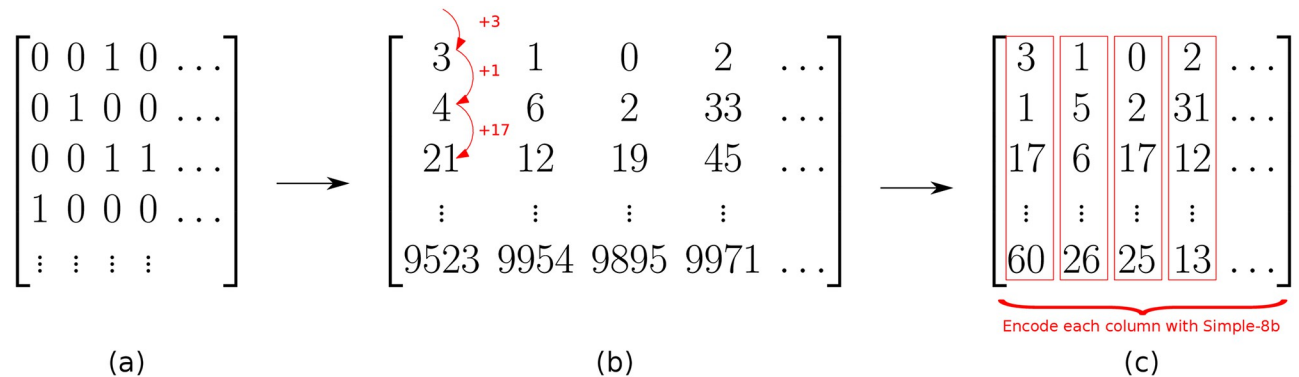 +3
0 0 1 0 ... 3 1 0 2 ... 3 1 0 2 ...
+1
0 1 0 0 ... 4 6 2 33 ... 1 5 2 31 ...
+17
0 0 1 1 ... 21 12 19 45 ... 17 6 17 12 ...
1 0 0 0 ... ⋮ ⋮ ⋮ ⋮ ⋮ ⋮ ⋮ ⋮
⋮ ⋮ ⋮ ⋮ 9523 9954 9895 9971 ... 60 26 25 13 ...
Encode each column with Simple-8b
(a) (b) (c)